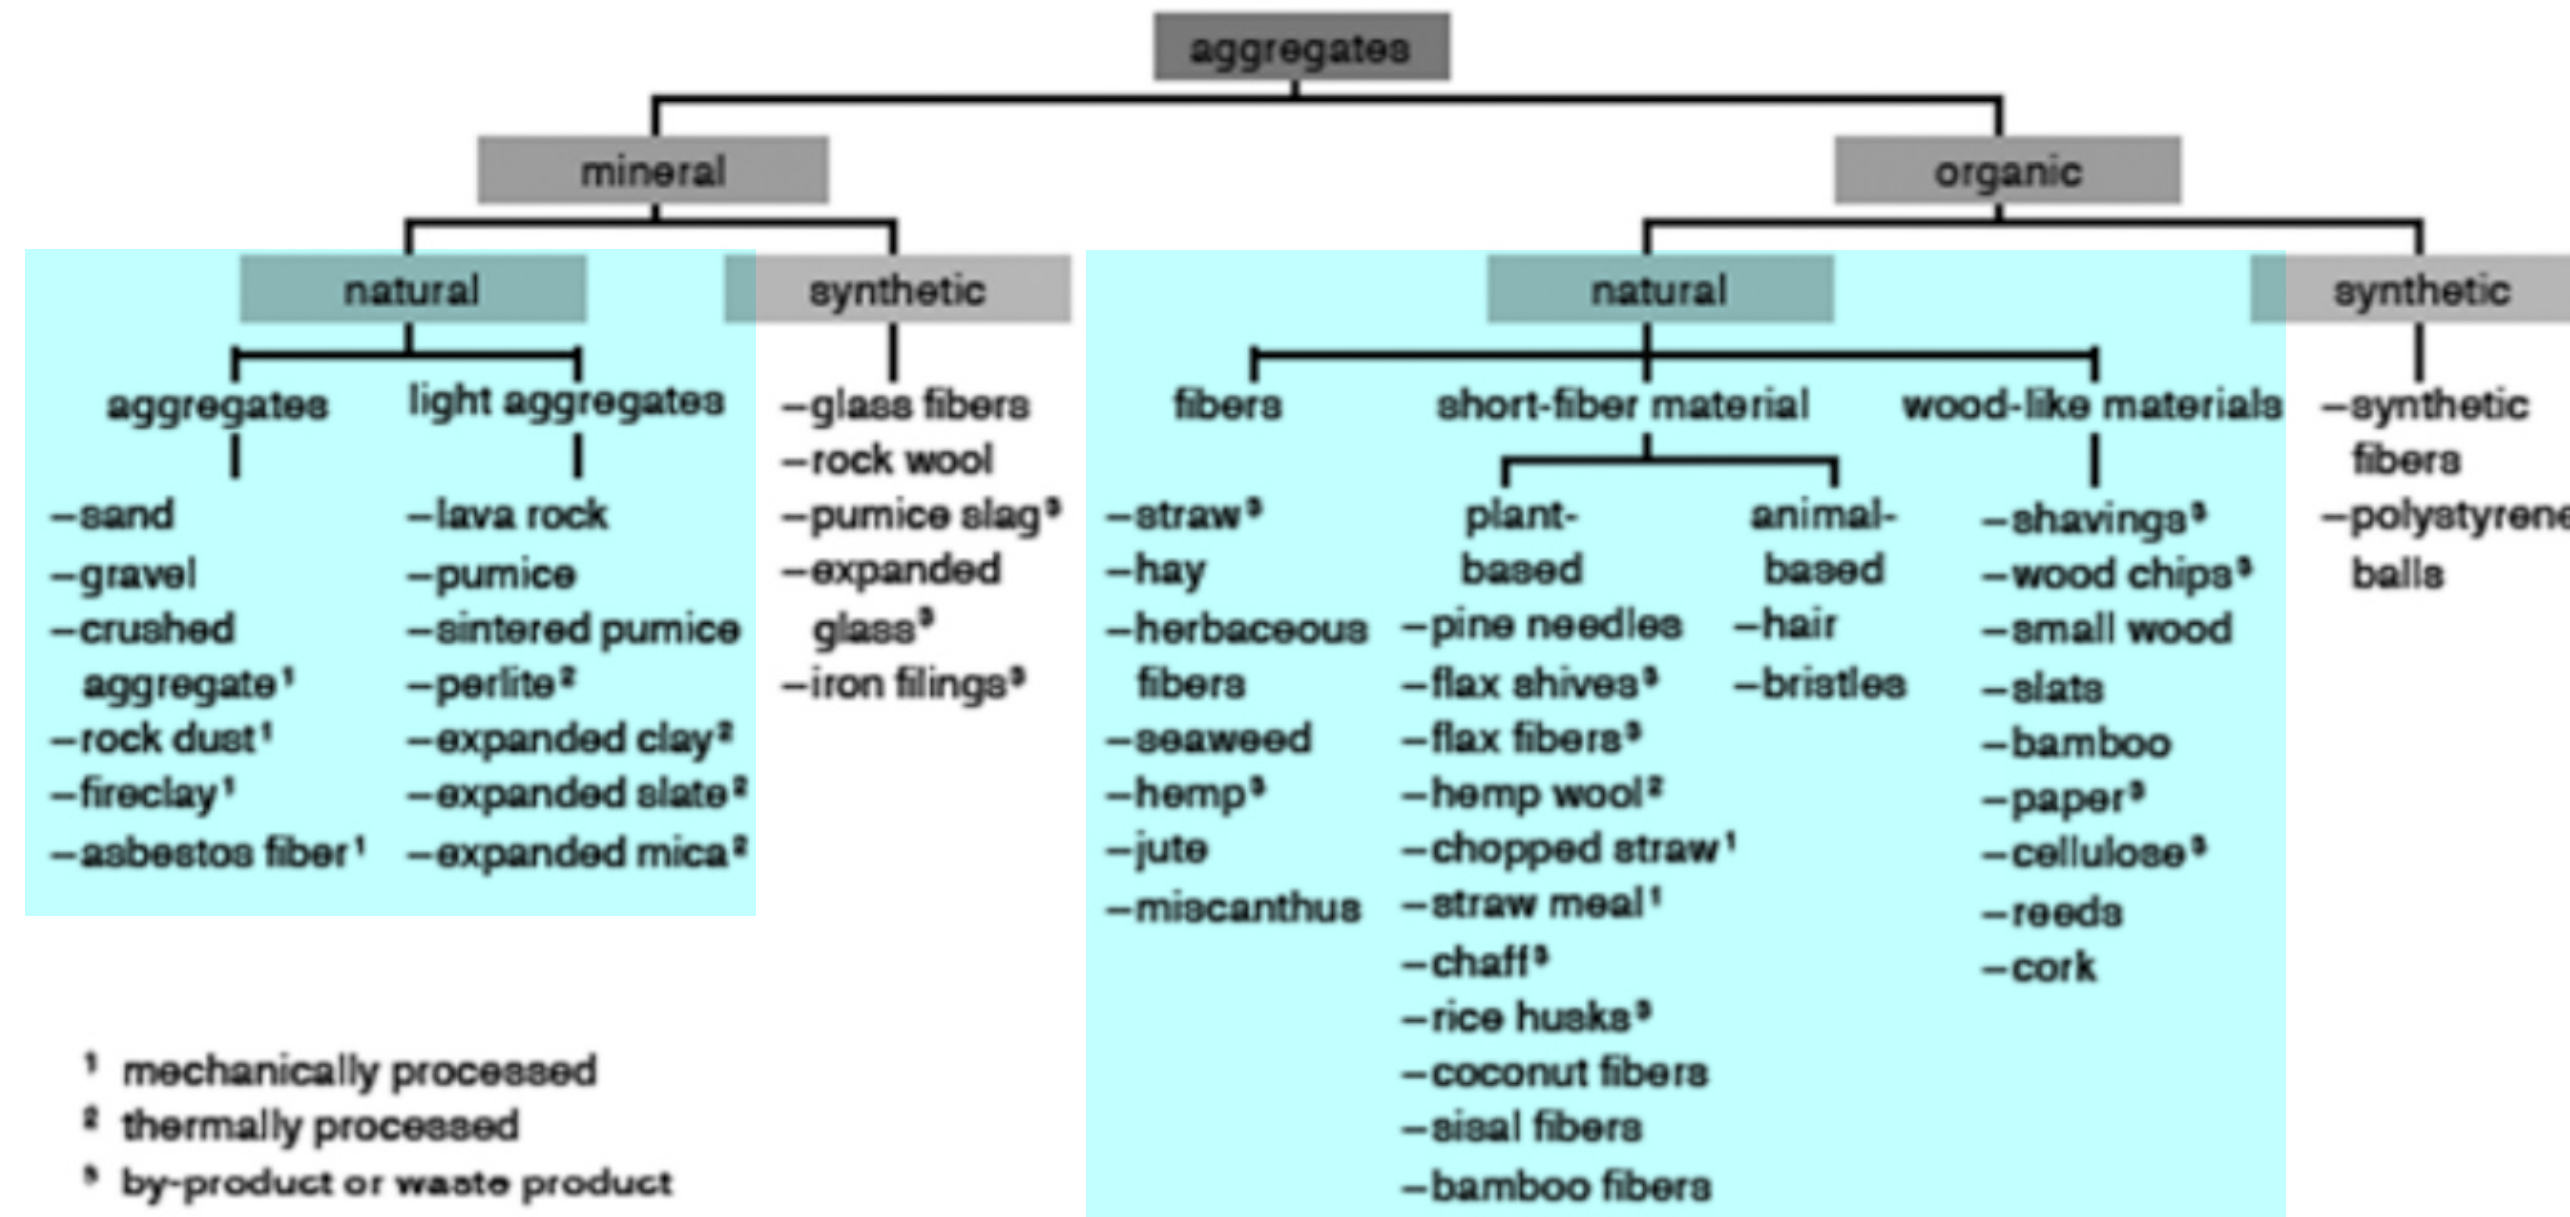 aggregates
mineral
organic
natural
synthetic
natural
synthetic
aggregates
light aggregates
–sand
–gravel
–crushed
aggregate¹
–rock dust¹
–fireclay¹
–asbestos fiber¹
–lava rock
–pumice
–sintered pumice
–perlite²
–expanded clay²
–expanded slate²
–expanded mica²
–glass fibers
–rock wool
–pumice slag³
–expanded
glass³
–iron filings³
fibers
short-fiber material
wood-like materials
–straw³
–hay
–herbaceous
fibers
–seaweed
–hemp³
–jute
–miscanthus
plant-
based
–pine needles
–flax shives³
–flax fibers³
–hemp wool²
–chopped straw¹
–straw meal¹
–chaff³
–rice husks³
–coconut fibers
–sisal fibers
–bamboo fibers
animal-
based
–hair
–bristles
–shavings³
–wood chips³
–small wood
–slats
–bamboo
–paper³
–cellulose³
–reeds
–cork
–synthetic
fibers
–polystyrene
balls
¹ mechanically processed
² thermally processed
³ by-product or waste product